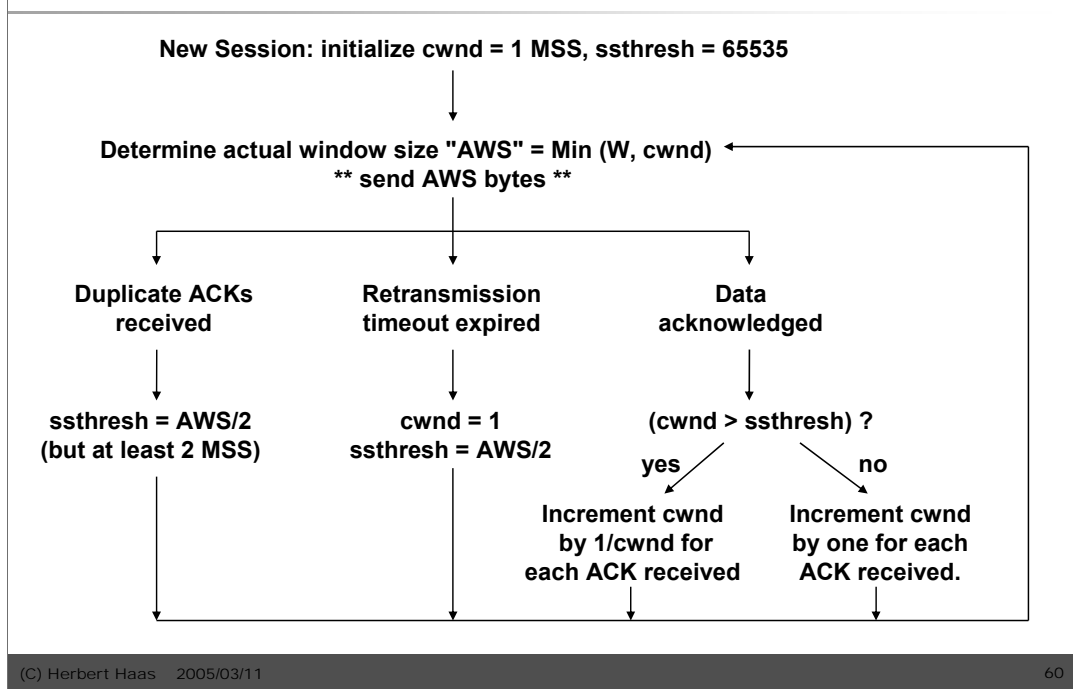 New Session: initialize cwnd = 1 MSS, ssthresh = 65535
Determine actual window size "AWS" = Min (W, cwnd)
** send AWS bytes **
Duplicate ACKs
received
Retransmission
timeout expired
Data
acknowledged
ssthresh = AWS/2
(but at least 2 MSS)
cwnd = 1
ssthresh = AWS/2
(cwnd > ssthresh) ?
yes
no
Increment cwnd
by 1/cwnd for
each ACK received
Increment cwnd
by one for each
ACK received.
(C) Herbert Haas 2005/03/11
60